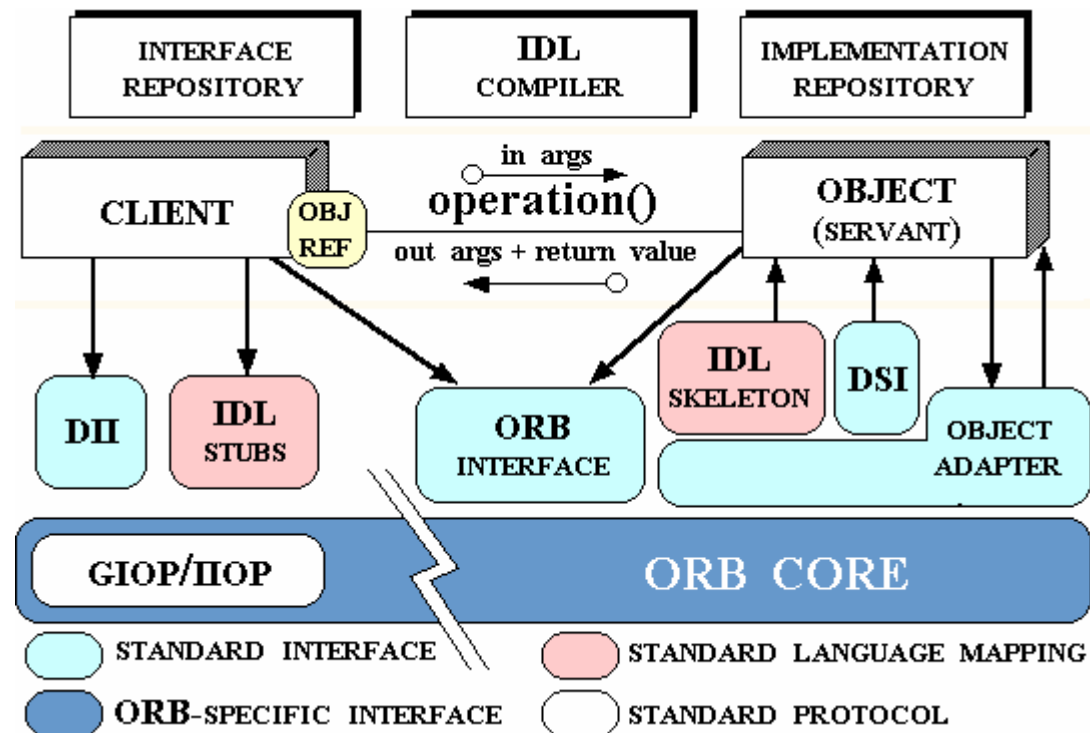 INTERFACE
REPOSITORY
IDL
COMPILER
IMPLEMENTATION
REPOSITORY
CLIENT
OBJ
REF
in args
operation()
out args + return value
OBJECT
(SERVANT)
DII
IDL
STUBS
ORB
INTERFACE
IDL
SKELETON
DSI
OBJECT
ADAPTER
GIOP/IIOP
ORB CORE
STANDARD INTERFACE
STANDARD LANGUAGE MAPPING
ORB-SPECIFIC INTERFACE
STANDARD PROTOCOL